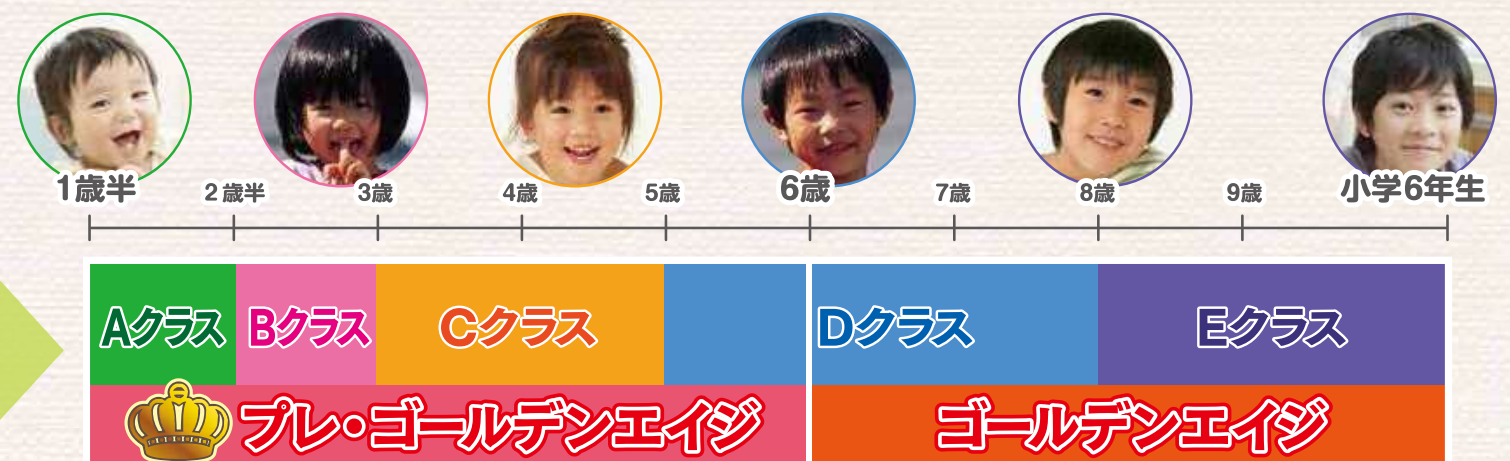 1歳半 2歳半 3歳 4歳 5歳 6歳 7歳 8歳 9歳 小学6年生
Aクラス Bクラス Cクラス Dクラス Eクラス
プレ・ゴールデンエイジ ゴールデンエイジ